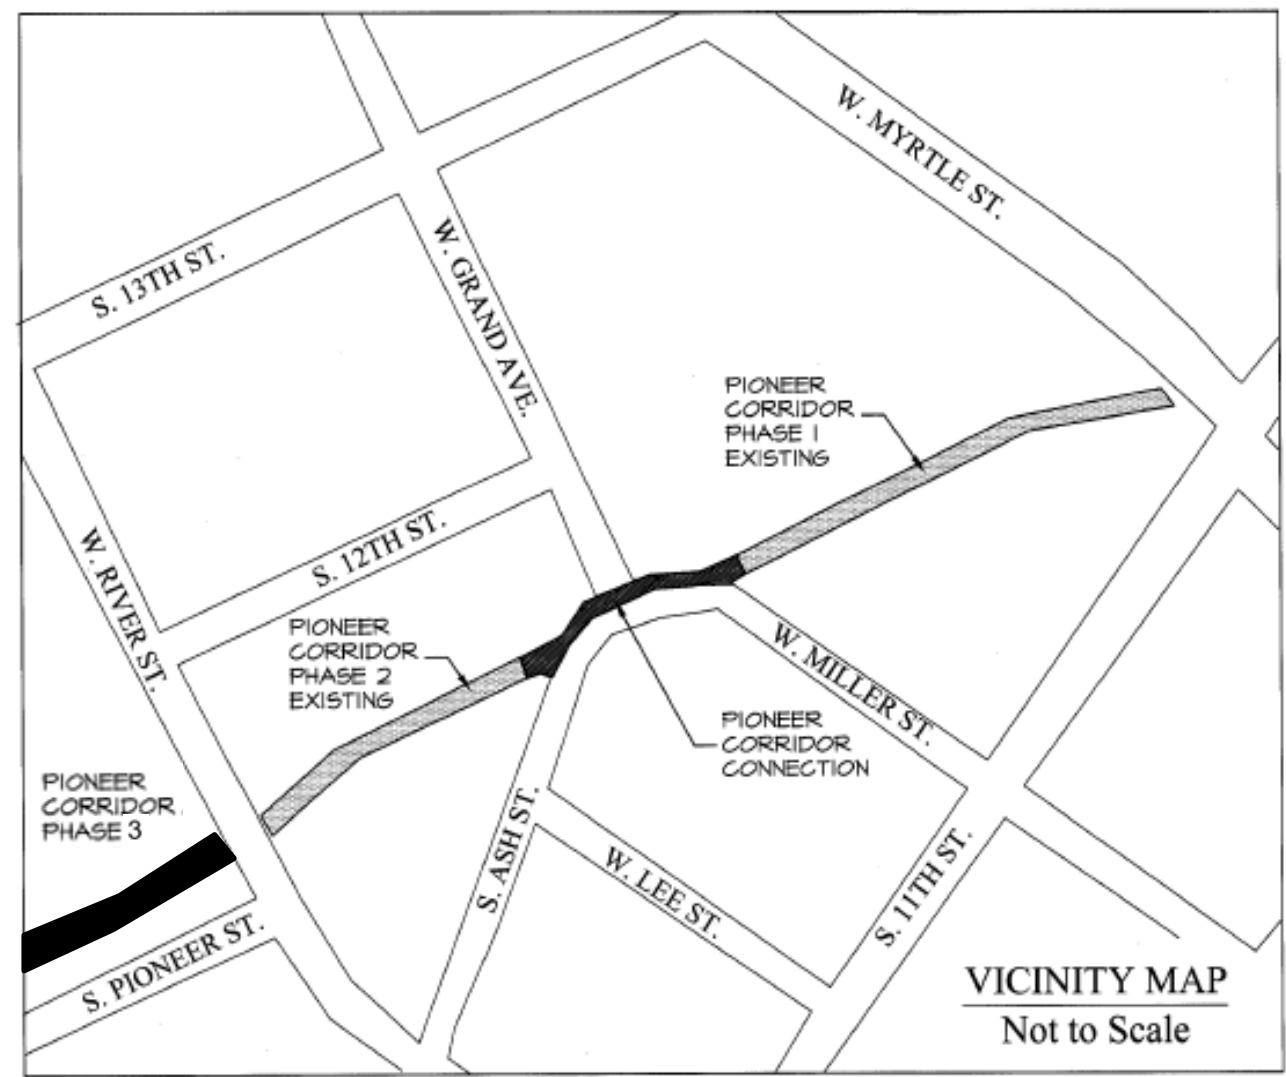 W. MYRTLE ST.
S. 13TH ST.
W. GRAND AVE.
PIONEER
CORRIDOR
PHASE 1
EXISTING
S. 12TH ST.
W. RIVER ST.
PIONEER
CORRIDOR
PHASE 2
EXISTING
W. MILLER ST.
PIONEER
CORRIDOR
CONNECTION
PIONEER
CORRIDOR
PHASE 3
S. ASH ST.
W. LEE ST.
S. 11TH ST.
S. PIONEER ST.
VICINITY MAP
Not to Scale